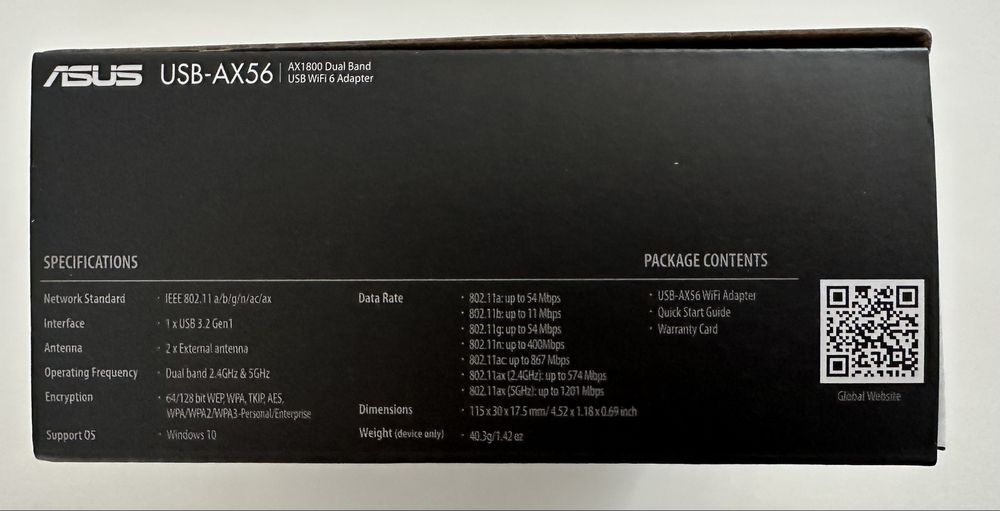 ASUS USB-AX56 AX1800 Dual Band
USB WiFi 6 Adapter
SPECIFICATIONS
Network Standard · IEEE 802.11 a/b/g/n/ac/ax
Interface · 1 x USB 3.2 Gen1
Antenna · 2 x External antenna
Operating Frequency · Dual band 2.4GHz & 5GHz
Encryption · 64/128 bit WEP, WPA, TKIP, AES,
WPA/WPA2/WPA3-Personal/Enterprise
Support OS · Windows 10
Data Rate · 802.11a: up to 54 Mbps
· 802.11b: up to 11 Mbps
· 802.11g: up to 54 Mbps
· 802.11n: up to 400Mbps
· 802.11ac: up to 867 Mbps
· 802.11ax (2.4GHz): up to 574 Mbps
· 802.11ax (5GHz): up to 1201 Mbps
Dimensions · 115 x 30 x 17.5 mm/ 4.52 x 1.18 x 0.69 inch
Weight (device only) · 40.3g/1.42 oz
PACKAGE CONTENTS
· USB-AX56 WiFi Adapter
· Quick Start Guide
· Warranty Card
Global Website